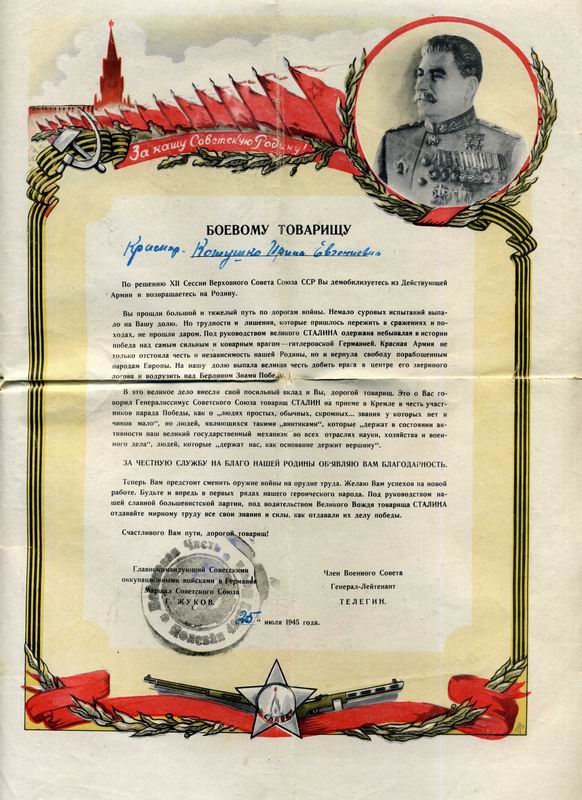 За нашу Советскую Родину!
БОЕВОМУ ТОВАРИЩУ
Красноар. Котушко Ирина Евгениевна
По решению XII Сессии Верховного Совета Союза ССР Вы демобилизуетесь из Действующей
Армии и возвращаетесь на Родину.
Вы прошли большой и тяжелый путь по дорогам войны. Немало суровых испытаний выпа-
ло на Вашу долю. Но трудности и лишения, которые пришлось пережить в сражениях и по-
ходах, не прошли даром. Под руководством великого СТАЛИНА одержана небывалая в истории
победа над самым сильным и коварным врагом—гитлеровской Германией. Красная Армия не
только отстояла честь и независимость нашей Родины, но и вернула свободу порабощенным
народам Европы. На нашу долю выпала великая честь добить врага в центре его звериного
логова и водрузить над Берлином Знамя Победы.
В это великое дело внесли свой посильный вклад и Вы, дорогой товарищ. Это о Вас го-
ворил Генералиссимус Советского Союза товарищ СТАЛИН на приеме в Кремле в честь участ-
ников парада Победы, как о „людях простых, обычных, скромных... звания у которых нет и
чинов мало", но людей, являющихся такими „винтиками", которые „держат в состоянии ак-
тивности наш великий государственный механизм во всех отраслях науки, хозяйства и воен-
ного дела", людей, которые „держат нас, как основание держит вершину".
ЗА ЧЕСТНУЮ СЛУЖБУ НА БЛАГО НАШЕЙ РОДИНЫ ОБ'ЯВЛЯЮ ВАМ БЛАГОДАРНОСТЬ.
Теперь Вам предстоит сменить оружие войны на орудие труда. Желаю Вам успехов на новой
работе. Будьте и впредь в первых рядах нашего героического народа. Под руководством на-
шей славной большевистской партии, под водительством Великого Вождя товарища СТАЛИНА
отдавайте мирному труду все свои знания и силы, как отдавали их делу победы.
Счастливого Вам пути, дорогой товарищ!
Главнокомандующий Советскими
оккупационными войсками в Германии
Маршал Советского Союза
Г. ЖУКОВ.
Член Военного Совета
Генерал-Лейтенант
ТЕЛЕГИН.
„25" июля 1945 года.
Полевая Часть
СЛАВА